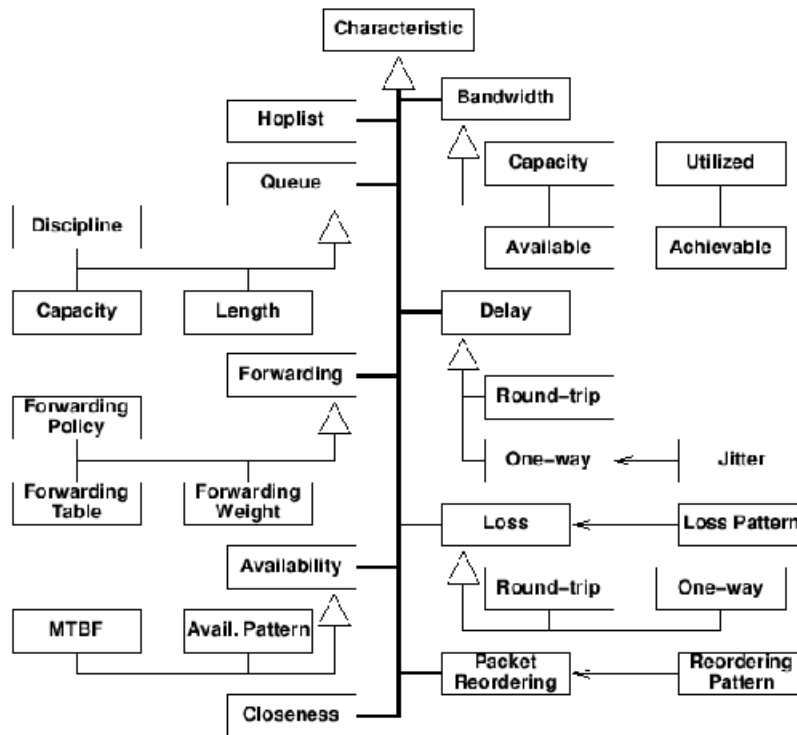 Characteristic
Bandwidth
Hoplist
Capacity
Utilized
Queue
Discipline
Available
Achievable
Capacity
Length
Delay
Forwarding
Round-trip
Forwarding
Policy
One-way
Jitter
Forwarding
Table
Forwarding
Weight
Loss
Loss Pattern
Availability
Round-trip
One-way
MTBF
Avail. Pattern
Packet
Reordering
Reordering
Pattern
Closeness